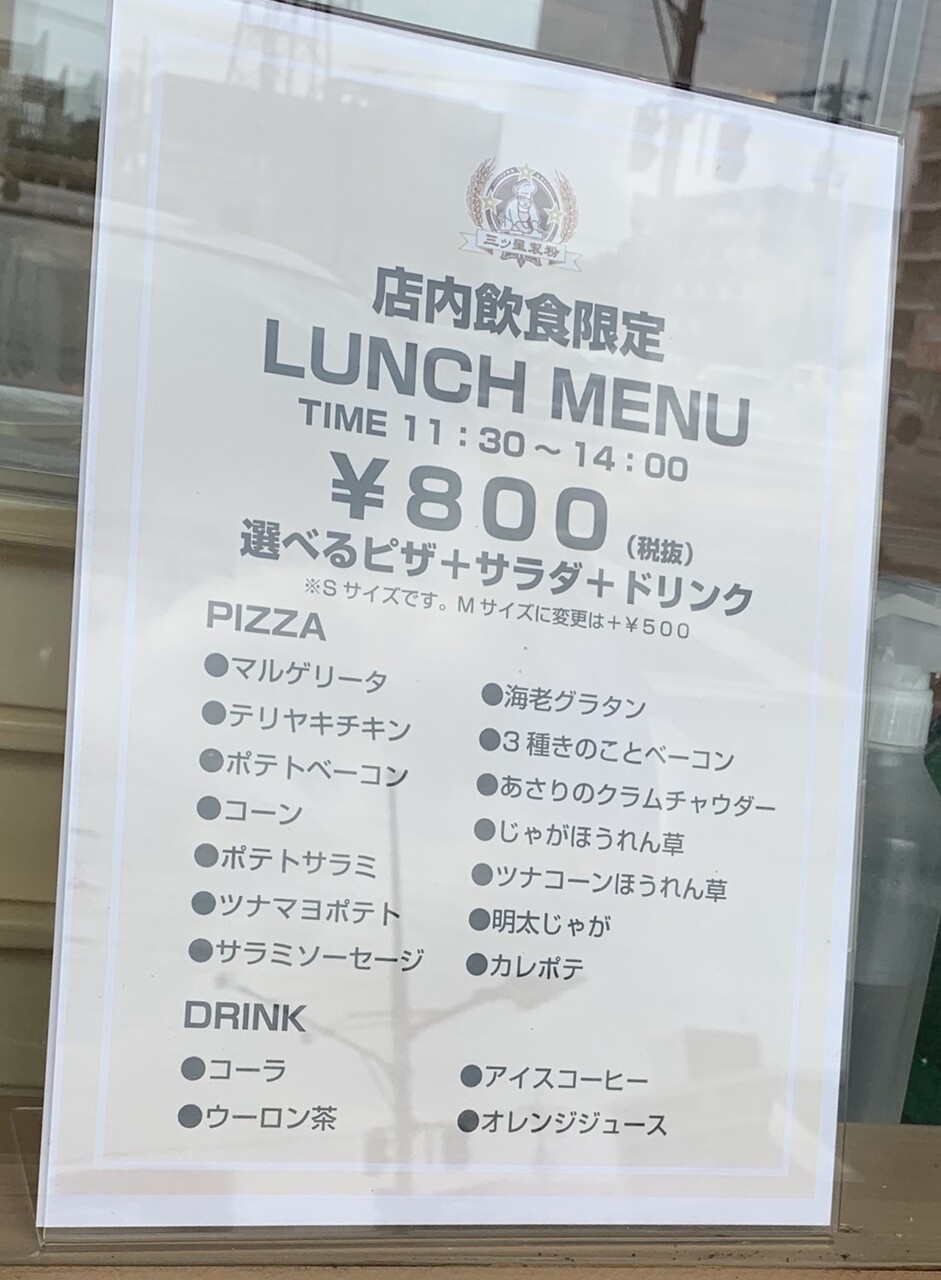 三ツ星製粉
店内飲食限定
LUNCH MENU
TIME 11：30～14：00
￥800（税抜）
選べるピザ＋サラダ＋ドリンク
※Sサイズです。Mサイズに変更は＋￥500
PIZZA
●マルゲリータ
●テリヤキチキン
●ポテトベーコン
●コーン
●ポテトサラミ
●ツナマヨポテト
●サラミソーセージ
●海老グラタン
●3種きのことベーコン
●あさりのクラムチャウダー
●じゃがほうれん草
●ツナコーンほうれん草
●明太じゃが
●カレポテ
DRINK
●コーラ
●ウーロン茶
●アイスコーヒー
●オレンジジュース